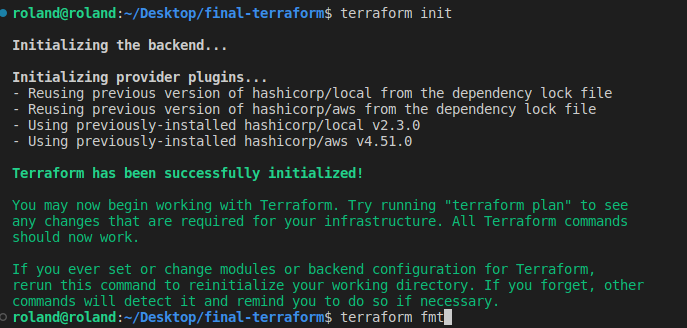 roland@roland:~/Desktop/final-terraform$ terraform init
Initializing the backend...
Initializing provider plugins...
- Reusing previous version of hashicorp/local from the dependency lock file
- Reusing previous version of hashicorp/aws from the dependency lock file
- Using previously-installed hashicorp/local v2.3.0
- Using previously-installed hashicorp/aws v4.51.0
Terraform has been successfully initialized!
You may now begin working with Terraform. Try running "terraform plan" to see
any changes that are required for your infrastructure. All Terraform commands
should now work.
If you ever set or change modules or backend configuration for Terraform,
rerun this command to reinitialize your working directory. If you forget, other
commands will detect it and remind you to do so if necessary.
roland@roland:~/Desktop/final-terraform$ terraform fmt